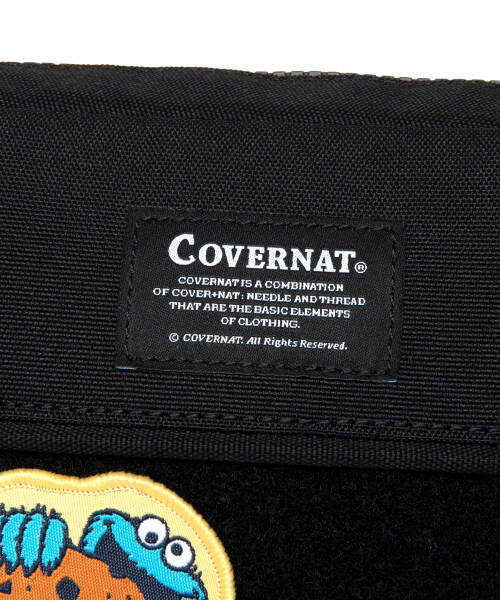 COVERNAT®
COVERNAT IS A COMBINATION
OF COVER+NAT: NEEDLE AND THREAD
THAT ARE THE BASIC ELEMENTS
OF CLOTHING.
© COVERNAT. All Rights Reserved.